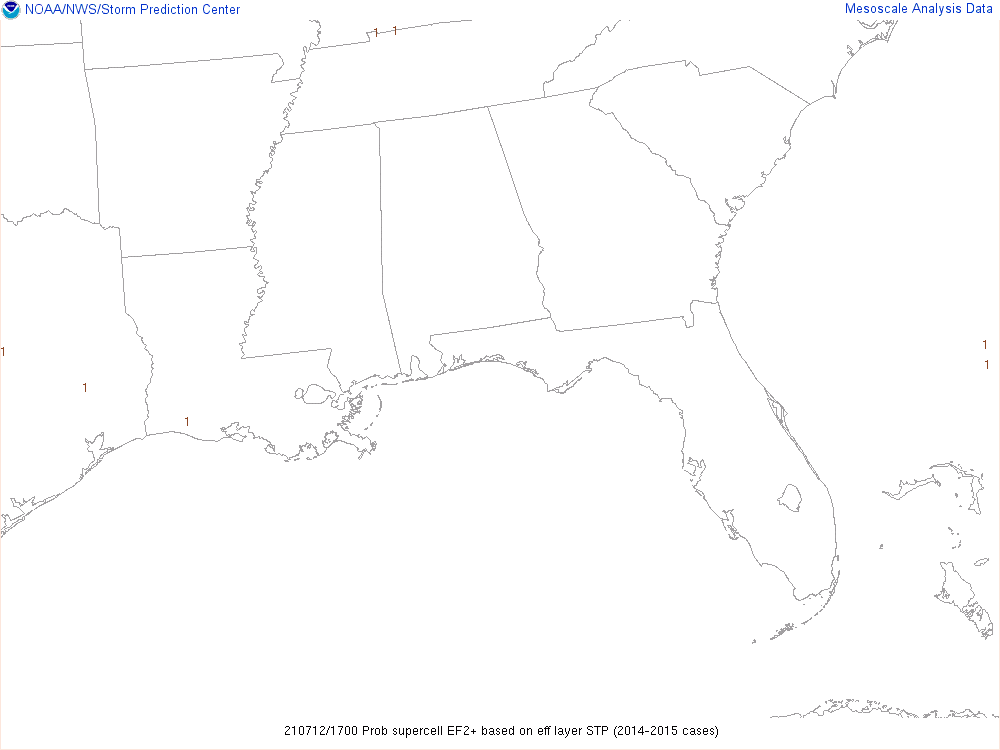 NOAA/NWS/Storm Prediction Center
Mesoscale Analysis Data
1 1
1
1
1
1
1
210712/1700 Prob supercell EF2+ based on eff layer STP (2014-2015 cases)